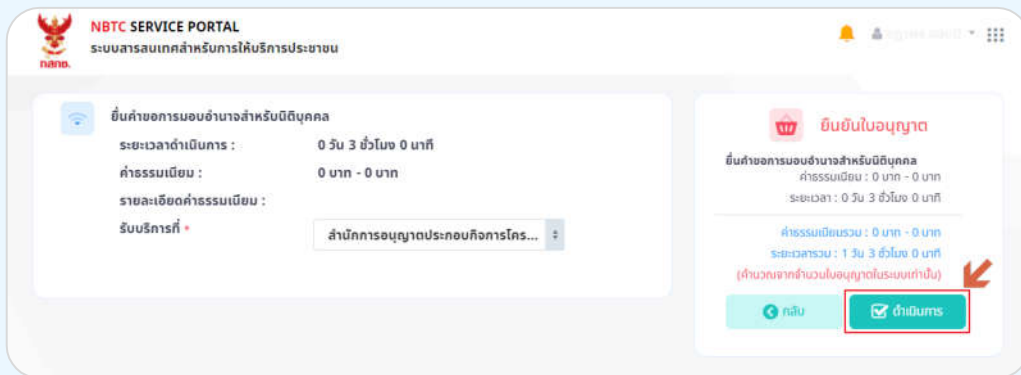 NBTC SERVICE PORTAL
ระบบสารสนเทศสำหรับการให้บริการประชาชน
กสทช.
ยื่นคำขอการมอบอำนาจสำหรับนิติบุคคล
ระยะเวลาดำเนินการ : 0 วัน 3 ชั่วโมง 0 นาที
ค่าธรรมเนียม : 0 บาท - 0 บาท
รายละเอียดค่าธรรมเนียม :
รับบริการที่ * สำนักการอนุญาตประกอบกิจการโคร...
ยืนยันใบอนุญาต
ยื่นคำขอการมอบอำนาจสำหรับนิติบุคคล
ค่าธรรมเนียม : 0 บาท - 0 บาท
ระยะเวลา : 0 วัน 3 ชั่วโมง 0 นาที
ค่าธรรมเนียมรวม : 0 บาท - 0 บาท
ระยะเวลารวม : 1 วัน 3 ชั่วโมง 0 นาที
(คำนวณจากจำนวนใบอนุญาตในระบบเท่านั้น)
กลับ ดำเนินการ